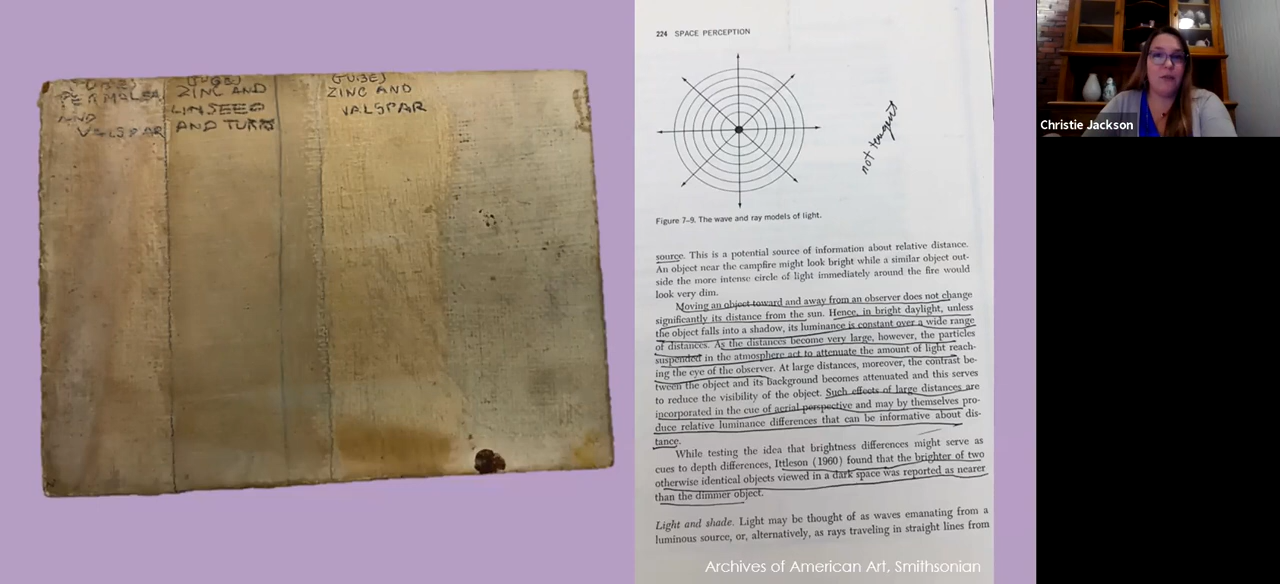 GUBEJ
PERMALBA
AND
VALSPAR
GUBEJ
ZINC AND
LINSEED
AND TURPS
GUBEJ
ZINC AND
VALSPAR
224 SPACE PERCEPTION
not tangent
Figure 7–9. The wave and ray models of light.
source. This is a potential source of information about relative distance.
An object near the campfire might look bright while a similar object out-
side the more intense circle of light immediately around the fire would
look very dim.
Moving an object toward and away from an observer does not change
significantly its distance from the sun. Hence, in bright daylight, unless
the object falls into a shadow, its luminance is constant over a wide range
of distances. As the distances become very large, however, the particles
suspended in the atmosphere act to attenuate the amount of light reach-
ing the eye of the observer. At large distances, moreover, the contrast be-
tween the object and its background becomes attenuated and this serves
to reduce the visibility of the object. Such effects of large distances are
incorporated in the cue of aerial perspective and may by themselves pro-
duce relative luminance differences that can be informative about dis-
tance.
While testing the idea that brightness differences might serve as
cues to depth differences, Ittleson (1960) found that the brighter of two
otherwise identical objects viewed in a dark space was reported as nearer
than the dimmer object.
Light and shade. Light may be thought of as waves emanating from a
luminous source, or, alternatively, as rays traveling in straight lines from
Archives of American Art, Smithsonian
Christie Jackson